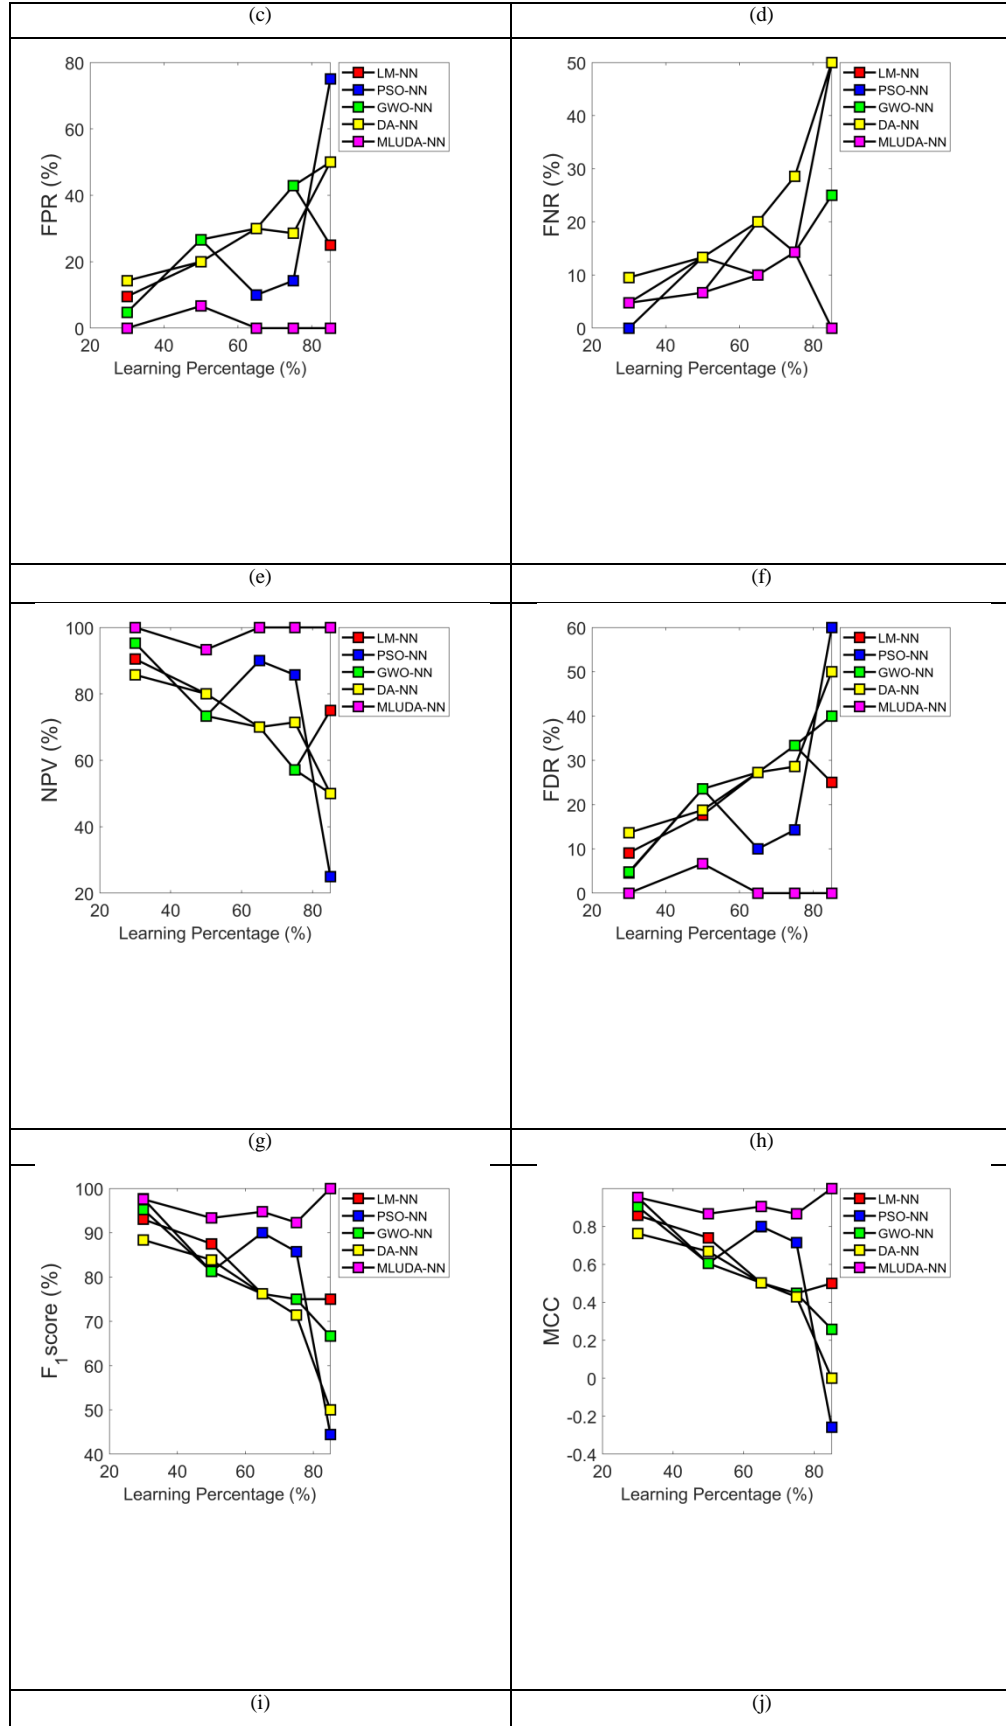 (c)
(d)
80
60
40
20
0
20
40
60
80
FPR (%)
Learning Percentage (%)
LM-NN
PSO-NN
GWO-NN
DA-NN
MLUDA-NN
50
40
30
20
10
0
20
40
60
80
FNR (%)
Learning Percentage (%)
LM-NN
PSO-NN
GWO-NN
DA-NN
MLUDA-NN
(e)
(f)
100
80
60
40
20
20
40
60
80
NPV (%)
Learning Percentage (%)
LM-NN
PSO-NN
GWO-NN
DA-NN
MLUDA-NN
60
50
40
30
20
10
0
20
40
60
80
FDR (%)
Learning Percentage (%)
LM-NN
PSO-NN
GWO-NN
DA-NN
MLUDA-NN
(g)
(h)
100
90
80
70
60
50
40
20
40
60
80
F1score (%)
Learning Percentage (%)
LM-NN
PSO-NN
GWO-NN
DA-NN
MLUDA-NN
0.8
0.6
0.4
0.2
0
-0.2
-0.4
20
40
60
80
MCC
Learning Percentage (%)
LM-NN
PSO-NN
GWO-NN
DA-NN
MLUDA-NN
(i)
(j)